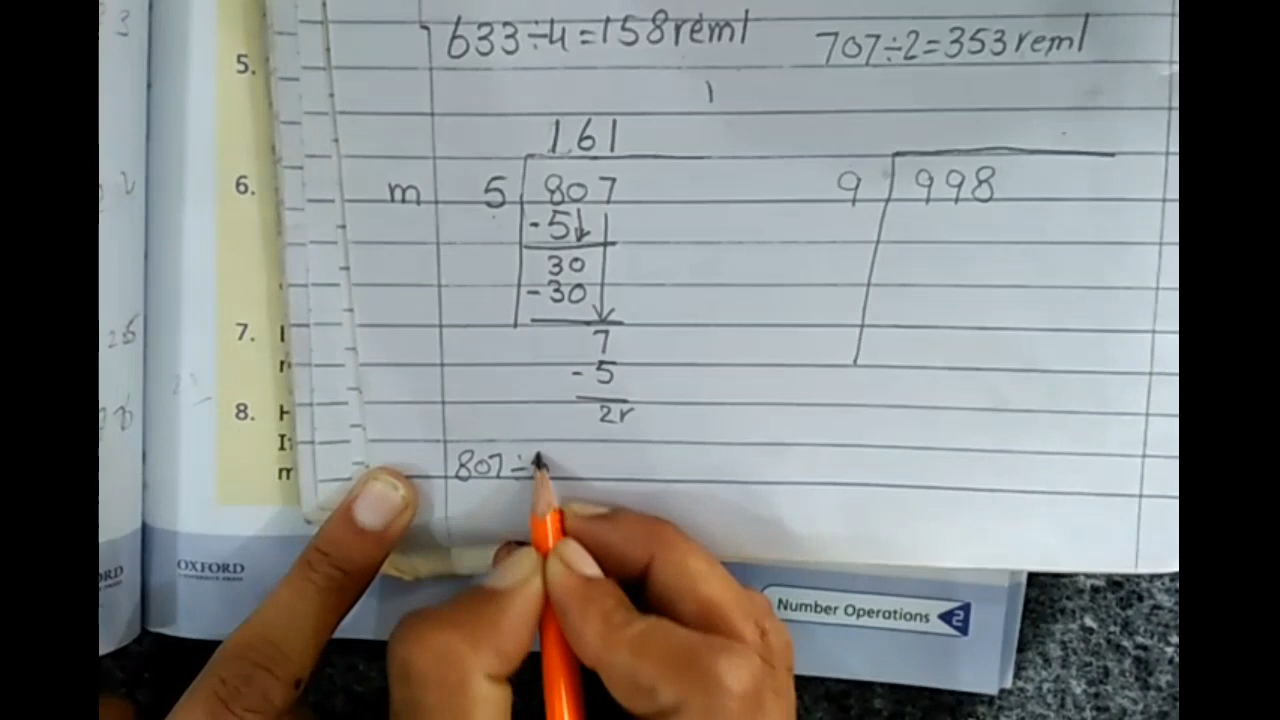 633÷4=158rem1
707÷2=353rem1
5.
161
6.
m
5 807
-5
30
-30
7
-5
2r
9 998
7.
8.
807÷
OXFORD
Number Operations 2